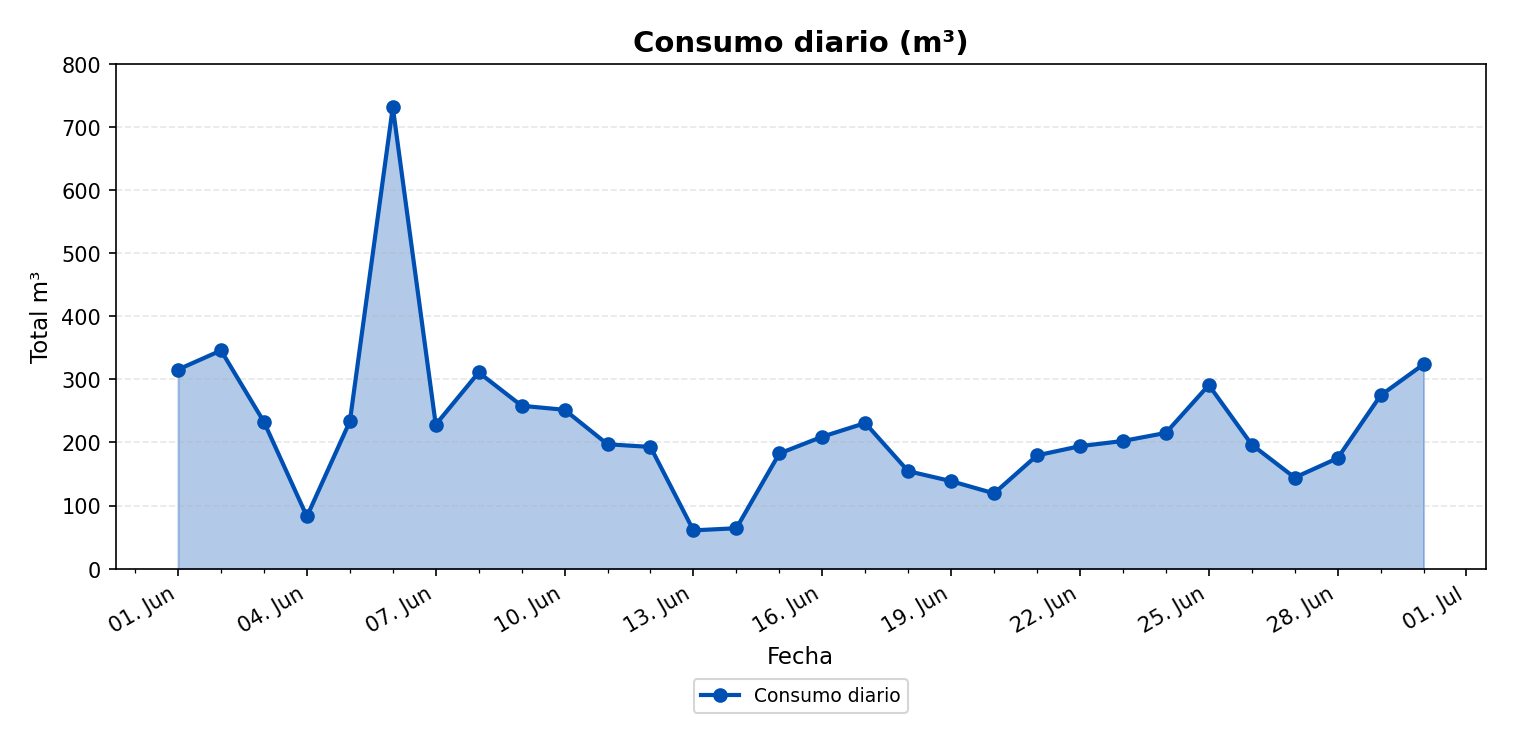 Consumo diario (m³)
800
700
600
500
400
300
200
100
0
Total m³
01. Jun
04. Jun
07. Jun
10. Jun
13. Jun
16. Jun
19. Jun
22. Jun
25. Jun
28. Jun
01. Jul
Fecha
Consumo diario